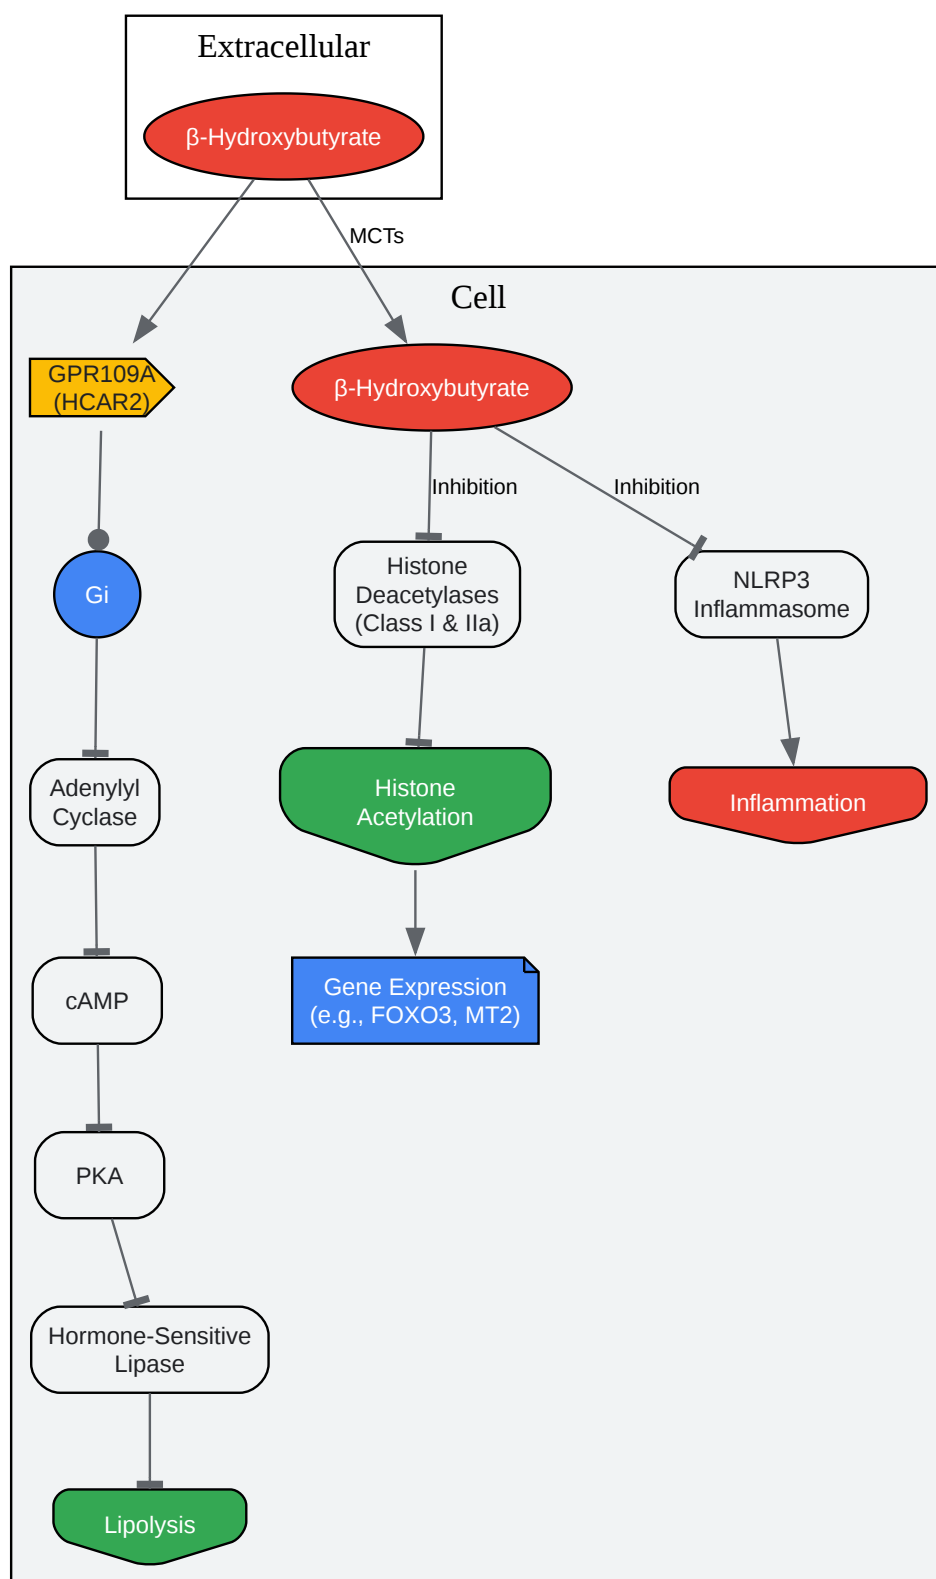 Extracellular
β-Hydroxybutyrate
MCTs
Cell
GPR109A
(HCAR2)
β-Hydroxybutyrate
Inhibition
Inhibition
Gi
Histone
Deacetylases
(Class I & IIa)
NLRP3
Inflammasome
Adenylyl
Cyclase
Histone
Acetylation
Inflammation
cAMP
Gene Expression
(e.g., FOXO3, MT2)
PKA
Hormone-Sensitive
Lipase
Lipolysis